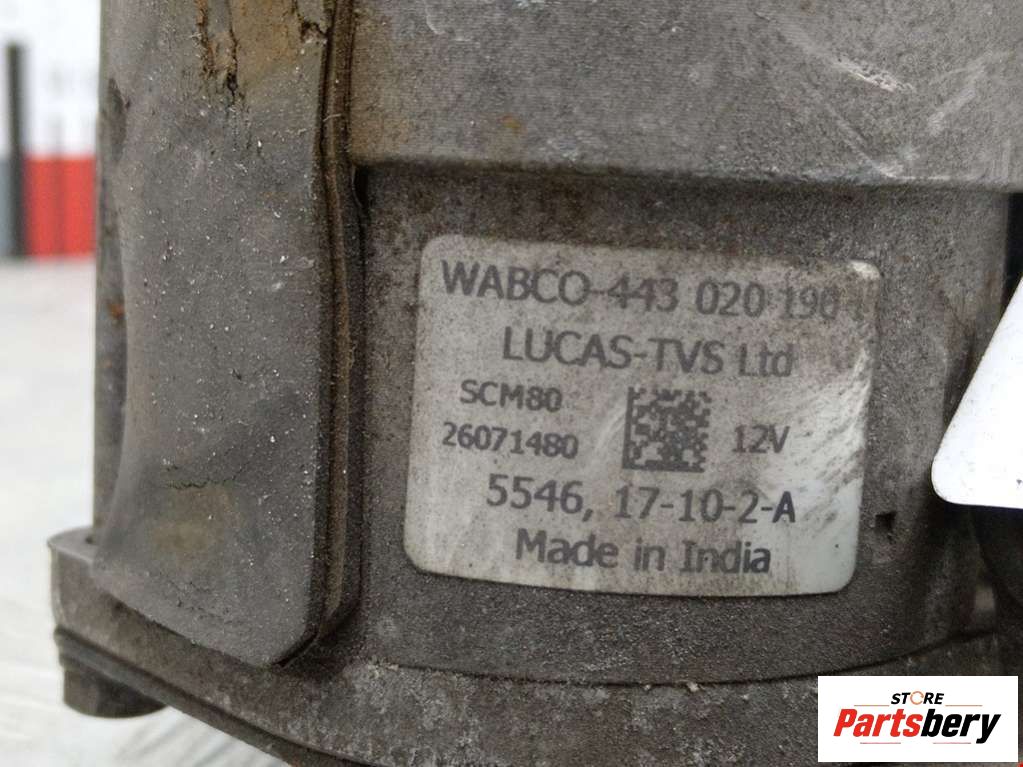 WABCO-443 020 190 1
LUCAS-TVS Ltd
SCM80
26071480 12V
5546, 17-10-2-A
Made in India
STORE
Partsbery